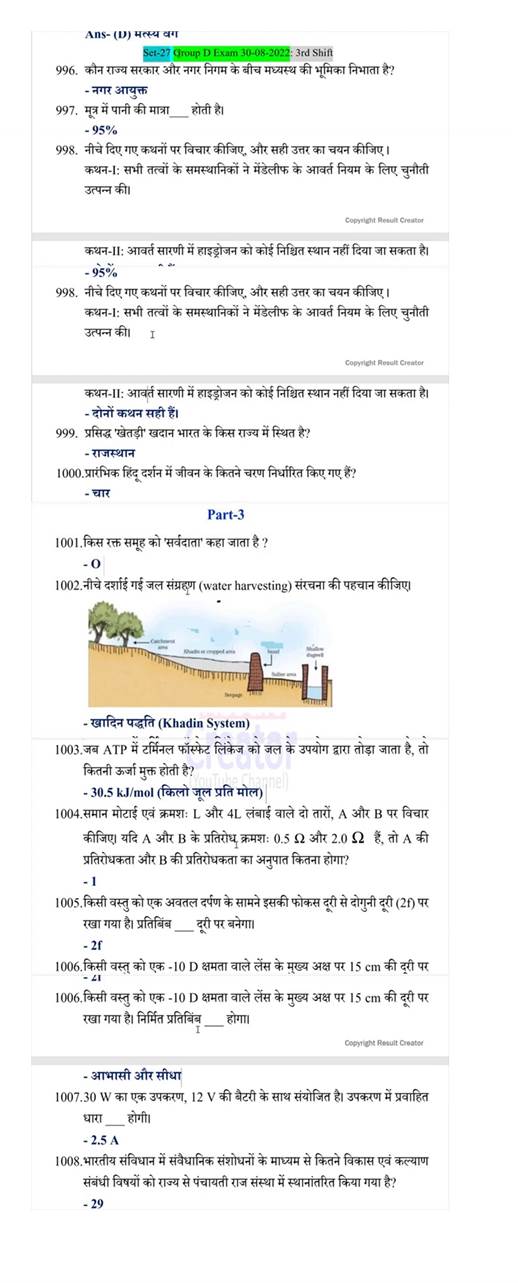 Ans- (D) मत्स्य वर्ग
Set-27 Qroup D Exam 30-08-2022: 3rd Shift
996. कौन राज्य सरकार और नगर निगम के बीच मध्यस्थ की भूमिका निभाता है?
- नगर आयुक्त
997. मूत्र में पानी की मात्रा____ होती है।
- 95%
998. नीचे दिए गए कथनों पर विचार कीजिए, और सही उत्तर का चयन कीजिए।
कथन-I: सभी तत्वों के समस्थानिकों ने मेंडेलीफ के आवर्त नियम के लिए चुनौती
उत्पन्न की।
Copyright Result Creator
कथन-II: आवर्त सारणी में हाइड्रोजन को कोई निश्चित स्थान नहीं दिया जा सकता है।
- 95%
998. नीचे दिए गए कथनों पर विचार कीजिए, और सही उत्तर का चयन कीजिए।
कथन-I: सभी तत्वों के समस्थानिकों ने मेंडेलीफ के आवर्त नियम के लिए चुनौती
उत्पन्न की।
Copyright Result Creator
कथन-II: आवर्त सारणी में हाइड्रोजन को कोई निश्चित स्थान नहीं दिया जा सकता है।
- दोनों कथन सही हैं।
999. प्रसिद्ध 'खेतड़ी' खदान भारत के किस राज्य में स्थित है?
- राजस्थान
1000.प्रारंभिक हिंदू दर्शन में जीवन के कितने चरण निर्धारित किए गए हैं?
- चार
Part-3
1001.किस रक्त समूह को 'सर्वदाता' कहा जाता है ?
- O
1002.नीचे दर्शाई गई जल संग्रहण (water harvesting) संरचना की पहचान कीजिए।
Catchment
area
Khadin or cropped area
bund
Shallow
dugwell
Saline area
Seepage
- खादिन पद्धति (Khadin System)
Creator
(YouTube Channel)
1003.जब ATP में टर्मिनल फॉस्फेट लिंकेज को जल के उपयोग द्वारा तोड़ा जाता है, तो
कितनी ऊर्जा मुक्त होती है?
- 30.5 kJ/mol (किलो जूल प्रति मोल)
1004.समान मोटाई एवं क्रमशः L और 4L लंबाई वाले दो तारों, A और B पर विचार
कीजिए। यदि A और B के प्रतिरोध क्रमशः 0.5 Ω और 2.0 Ω हैं, तो A की
प्रतिरोधकता और B की प्रतिरोधकता का अनुपात कितना होगा?
- 1
1005.किसी वस्तु को एक अवतल दर्पण के सामने इसकी फोकस दूरी से दोगुनी दूरी (2f) पर
रखा गया है। प्रतिबिंब ____ दूरी पर बनेगा।
- 2f
1006.किसी वस्तु को एक -10 D क्षमता वाले लेंस के मुख्य अक्ष पर 15 cm की दूरी पर
- 2f
1006.किसी वस्तु को एक -10 D क्षमता वाले लेंस के मुख्य अक्ष पर 15 cm की दूरी पर
रखा गया है। निर्मित प्रतिबिंब ____ होगा।
Copyright Result Creator
- आभासी और सीधा
1007.30 W का एक उपकरण, 12 V की बैटरी के साथ संयोजित है। उपकरण में प्रवाहित
धारा ____ होगी।
- 2.5 A
1008.भारतीय संविधान में संवैधानिक संशोधनों के माध्यम से कितने विकास एवं कल्याण
संबंधी विषयों को राज्य से पंचायती राज संस्था में स्थानांतरित किया गया है?
- 29